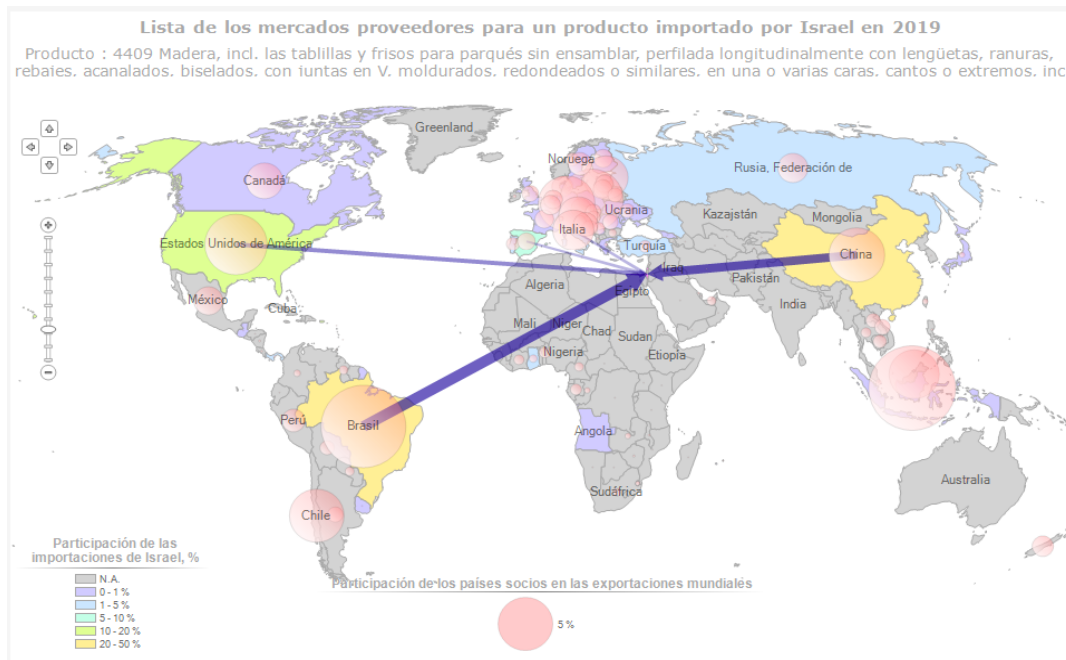 Lista de los mercados proveedores para un producto importado por Israel en 2019
Producto : 4409 Madera, incl. las tablillas y frisos para parqués sin ensamblar, perfilada longitudinalmente con lengüetas, ranuras,
rebajes. acanalados. biselados. con juntas en V. moldurados. redondeados o similares. en una o varias caras. cantos o extremos. inc
Greenland
Noruega
Rusia, Federación de
Canadá
Ucrania
Kazajstán
Mongolia
Estados Unidos de América
Italia
Turquía
China
Iraq
Pakistán
Argelia
Egipto
India
México
Cuba
Mali
Níger
Chad
Sudan
Nigeria
Etiopía
Perú
Brasil
Angola
Australia
Sudáfrica
Chile
Participación de las
importaciones de Israel, %
N.A.
0 - 1 %
1 - 5 %
5 - 10 %
10 - 20 %
20 - 50 %
Participación de los países socios en las exportaciones mundiales
5 %